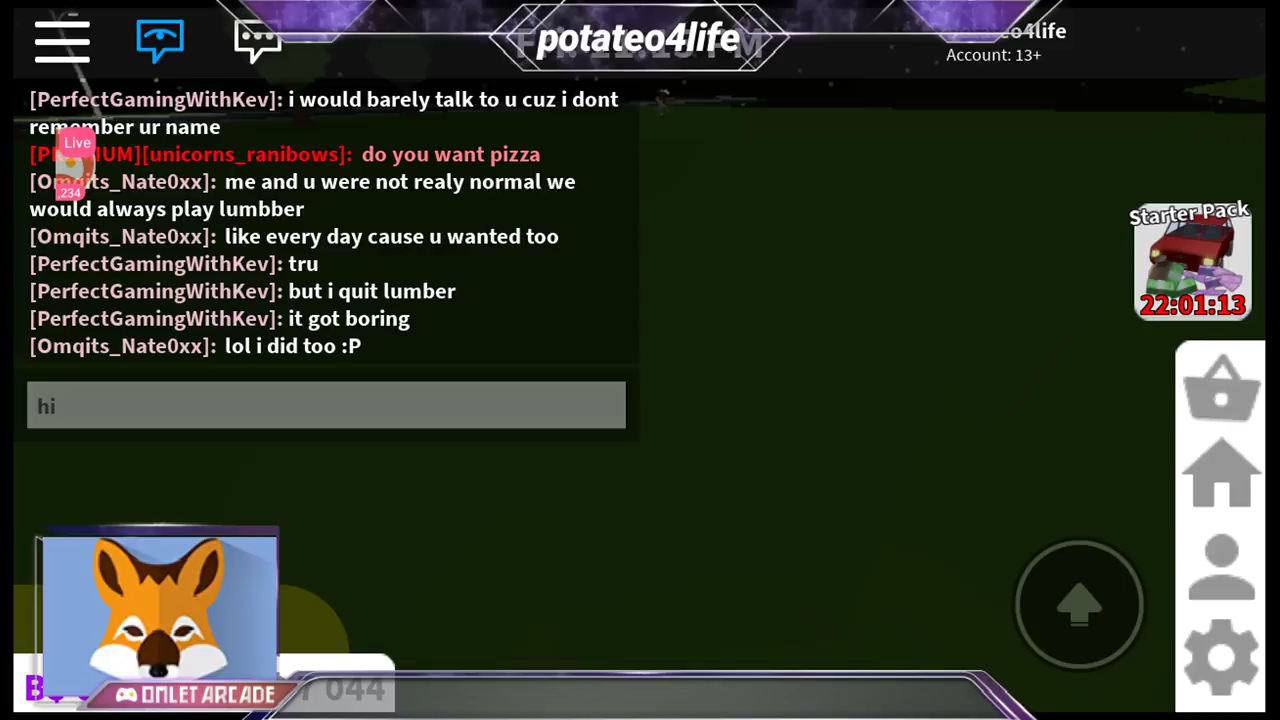 potateo4life
Account: 13+
[PerfectGamingWithKev]: i would barely talk to u cuz i dont
remember ur name
Live
[unicorns_ranibows]: do you want pizza
,234
[Omqits_Nate0xx]: me and u were not realy normal we
would always play lumbber
[Omqits_Nate0xx]: like every day cause u wanted too
[PerfectGamingWithKev]: tru
[PerfectGamingWithKev]: but i quit lumber
[PerfectGamingWithKev]: it got boring
[Omqits_Nate0xx]: lol i did too :P
hi
Starter Pack
22:01:13
OMLET ARCADE
044